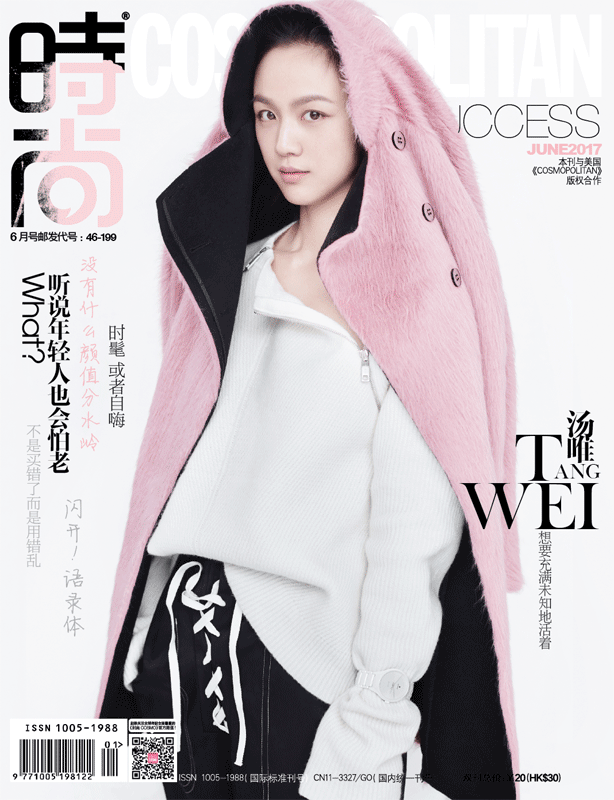 時尚®
COSMOPOLITAN
SUCCESS
JUNE2017
本刊与美国
《COSMOPOLITAN》
版权合作
6月号邮发代号：46-199
没有什么颜值分水岭
听说年轻人也会怕老
What?
时髦 或者自嗨
不是买错了而是用错乱
闪开！语录体
汤唯
TANG
WEI
想要充满未知地活着
ISSN 1005-1988
01>
9 771005 198122
ISSN 1005-1988( 国际标准刊号) CN11-3327/GO( 国内统一刊
20(HK$30)